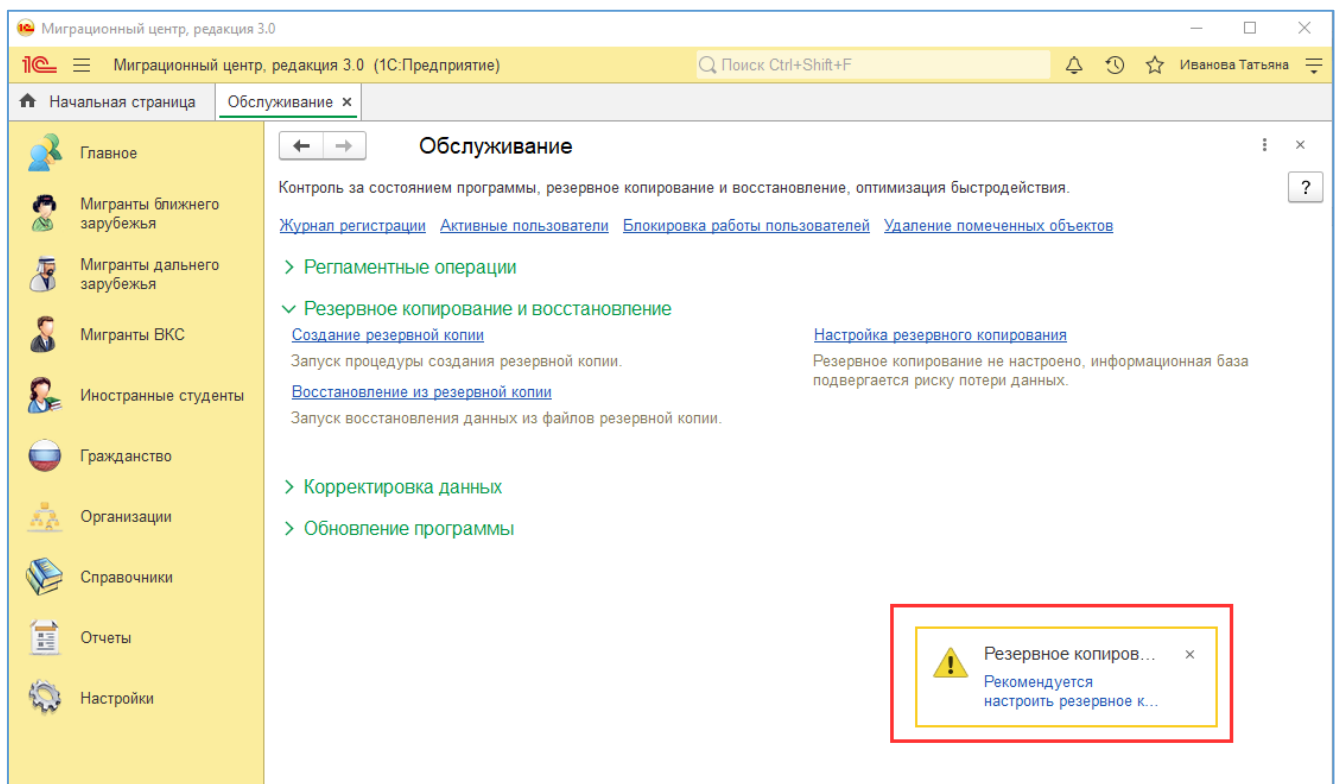 Миграционный центр, редакция 3.0
Миграционный центр, редакция 3.0 (1С:Предприятие)
Поиск Ctrl+Shift+F
Иванова Татьяна
Начальная страница
Обслуживание
Главное
Мигранты ближнего
зарубежья
Мигранты дальнего
зарубежья
Мигранты ВКС
Иностранные студенты
Гражданство
Организации
Справочники
Отчеты
Настройки
Обслуживание
Контроль за состоянием программы, резервное копирование и восстановление, оптимизация быстродействия.
?
Журнал регистрации Активные пользователи Блокировка работы пользователей Удаление помеченных объектов
Регламентные операции
Резервное копирование и восстановление
Создание резервной копии
Запуск процедуры создания резервной копии.
Восстановление из резервной копии
Запуск восстановления данных из файлов резервной копии.
Настройка резервного копирования
Резервное копирование не настроено, информационная база
подвергается риску потери данных.
Корректировка данных
Обновление программы
Резервное копиров...
Рекомендуется
настроить резервное к...